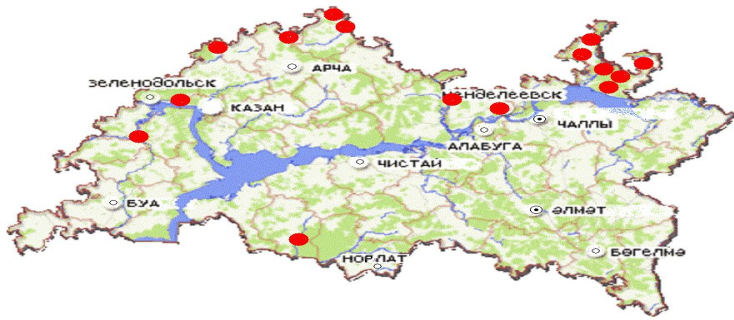 АРЧА
ЗЕЛЕНОДОЛЬСК
КАЗАН
МЕНДЕЛЕЕВСК
ЧАЛЛЫ
АЛАБУГА
ЧИСТАЙ
БУА
ӘЛМӘТ
БӨГЕЛМӘ
НОРЛАТ